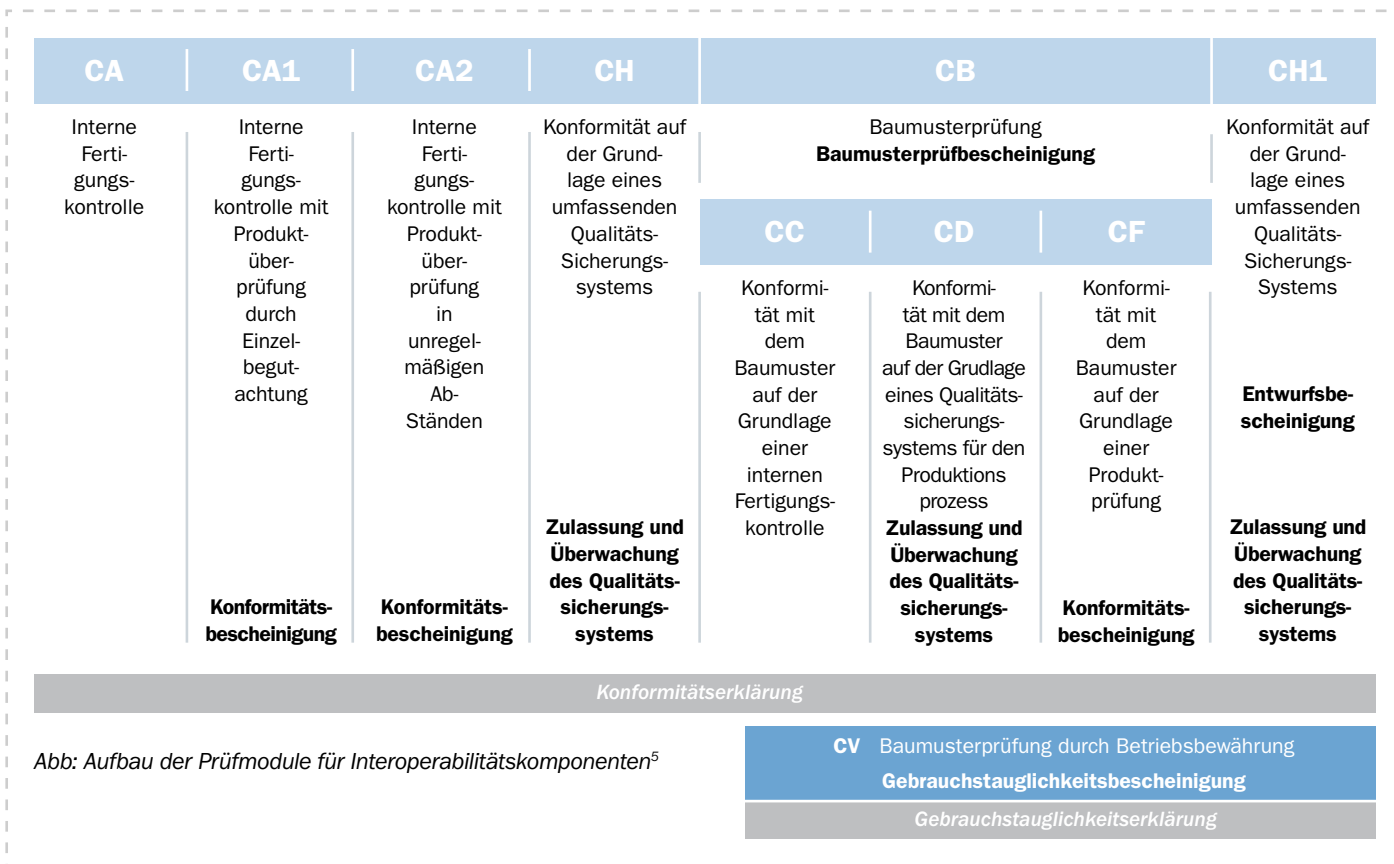 CA
CA1
CA2
CH
CB
CH1
Interne
Ferti-
gungs-
kontrolle
Interne
Ferti-
gungs-
kontrolle mit
Produkt-
über-
prüfung
durch
Einzel-
begut-
achtung
Konformitäts-
bescheinigung
Interne
Ferti-
gungs-
kontrolle mit
Produkt-
über-
prüfung
in
unregel-
mäßigen
Ab-
Ständen
Konformitäts-
bescheinigung
Konformität auf
der Grund-
lage eines
umfassenden
Qualitäts-
Sicherungs-
systems
Zulassung und
Überwachung
des Qualitäts-
sicherungs-
systems
Baumusterprüfung
Baumusterprüfbescheinigung
CC
CD
CF
Konformi-
tät mit
dem
Baumuster
auf der
Grundlage
einer
internen
Fertigungs-
kontrolle
Konformi-
tät mit dem
Baumuster
auf der Grudlage
eines Qualitäts-
sicherungs-
systems für den
Produktions
prozess
Zulassung und
Überwachung
des Qualitäts-
sicherungs-
systems
Konformi-
tät mit
dem
Baumuster
auf der
Grundlage
einer
Produkt-
prüfung
Konformitäts-
bescheinigung
Konformität auf
der Grund-
lage eines
umfassenden
Qualitäts-
Sicherungs-
Systems
Entwurfsbe-
scheinigung
Zulassung und
Überwachung
des Qualitäts-
sicherungs-
systems
Konformitätserklärung
Abb: Aufbau der Prüfmodule für Interoperabilitätskomponenten⁵
CV Baumusterprüfung durch Betriebsbewährung
Gebrauchstauglichkeitsbescheinigung
Gebrauchstauglichkeitserklärung